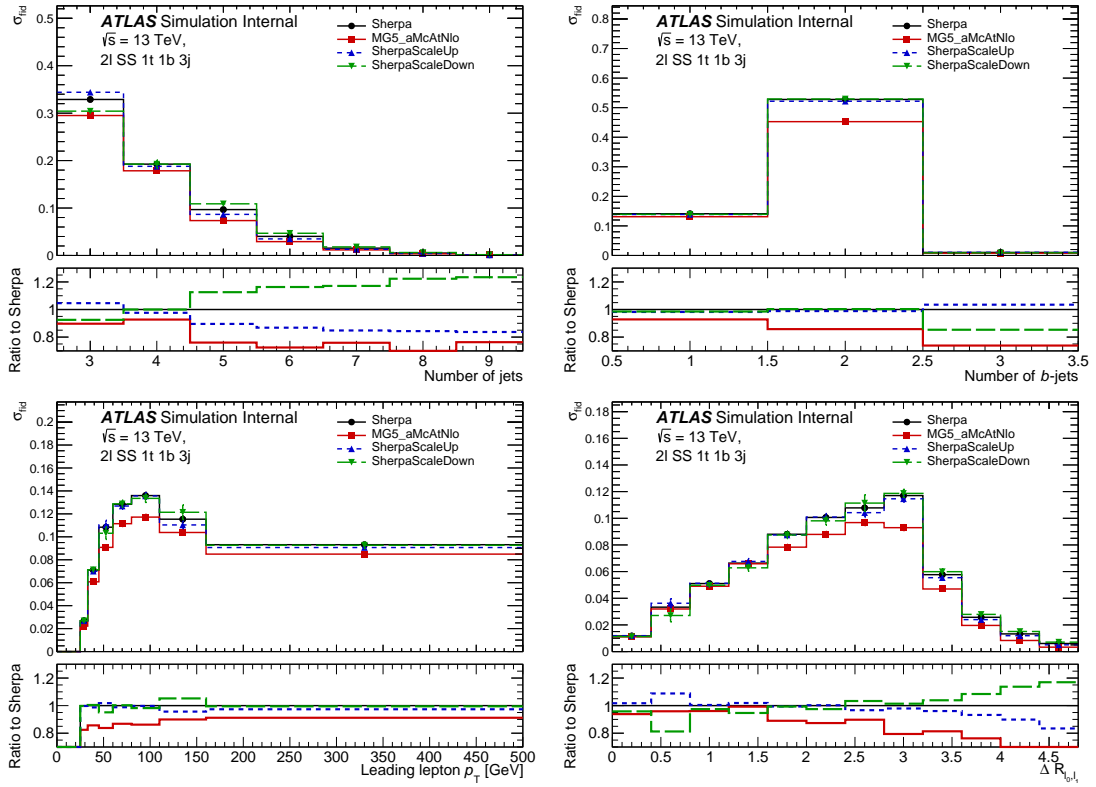 σfid
ATLAS Simulation Internal
√s = 13 TeV,
2l SS 1t 1b 3j
Sherpa
MG5_aMcAtNlo
SherpaScaleUp
SherpaScaleDown
0.5
0.4
0.3
0.2
0.1
0
Ratio to Sherpa
1.2
1
0.8
3 4 5 6 7 8 9
Number of jets
σfid
ATLAS Simulation Internal
√s = 13 TeV,
2l SS 1t 1b 3j
Sherpa
MG5_aMcAtNlo
SherpaScaleUp
SherpaScaleDown
0.8
0.7
0.6
0.5
0.4
0.3
0.2
0.1
0
Ratio to Sherpa
1.2
1
0.8
0.5 1 1.5 2 2.5 3 3.5
Number of b-jets
σfid
ATLAS Simulation Internal
√s = 13 TeV,
2l SS 1t 1b 3j
Sherpa
MG5_aMcAtNlo
SherpaScaleUp
SherpaScaleDown
0.2
0.18
0.16
0.14
0.12
0.1
0.08
0.06
0.04
0.02
0
Ratio to Sherpa
1.2
1
0.8
0 50 100 150 200 250 300 350 400 450 500
Leading lepton pT [GeV]
σfid
ATLAS Simulation Internal
√s = 13 TeV,
2l SS 1t 1b 3j
Sherpa
MG5_aMcAtNlo
SherpaScaleUp
SherpaScaleDown
0.18
0.16
0.14
0.12
0.1
0.08
0.06
0.04
0.02
0
Ratio to Sherpa
1.2
1
0.8
0 0.5 1 1.5 2 2.5 3 3.5 4 4.5
Δ Rl0,l1